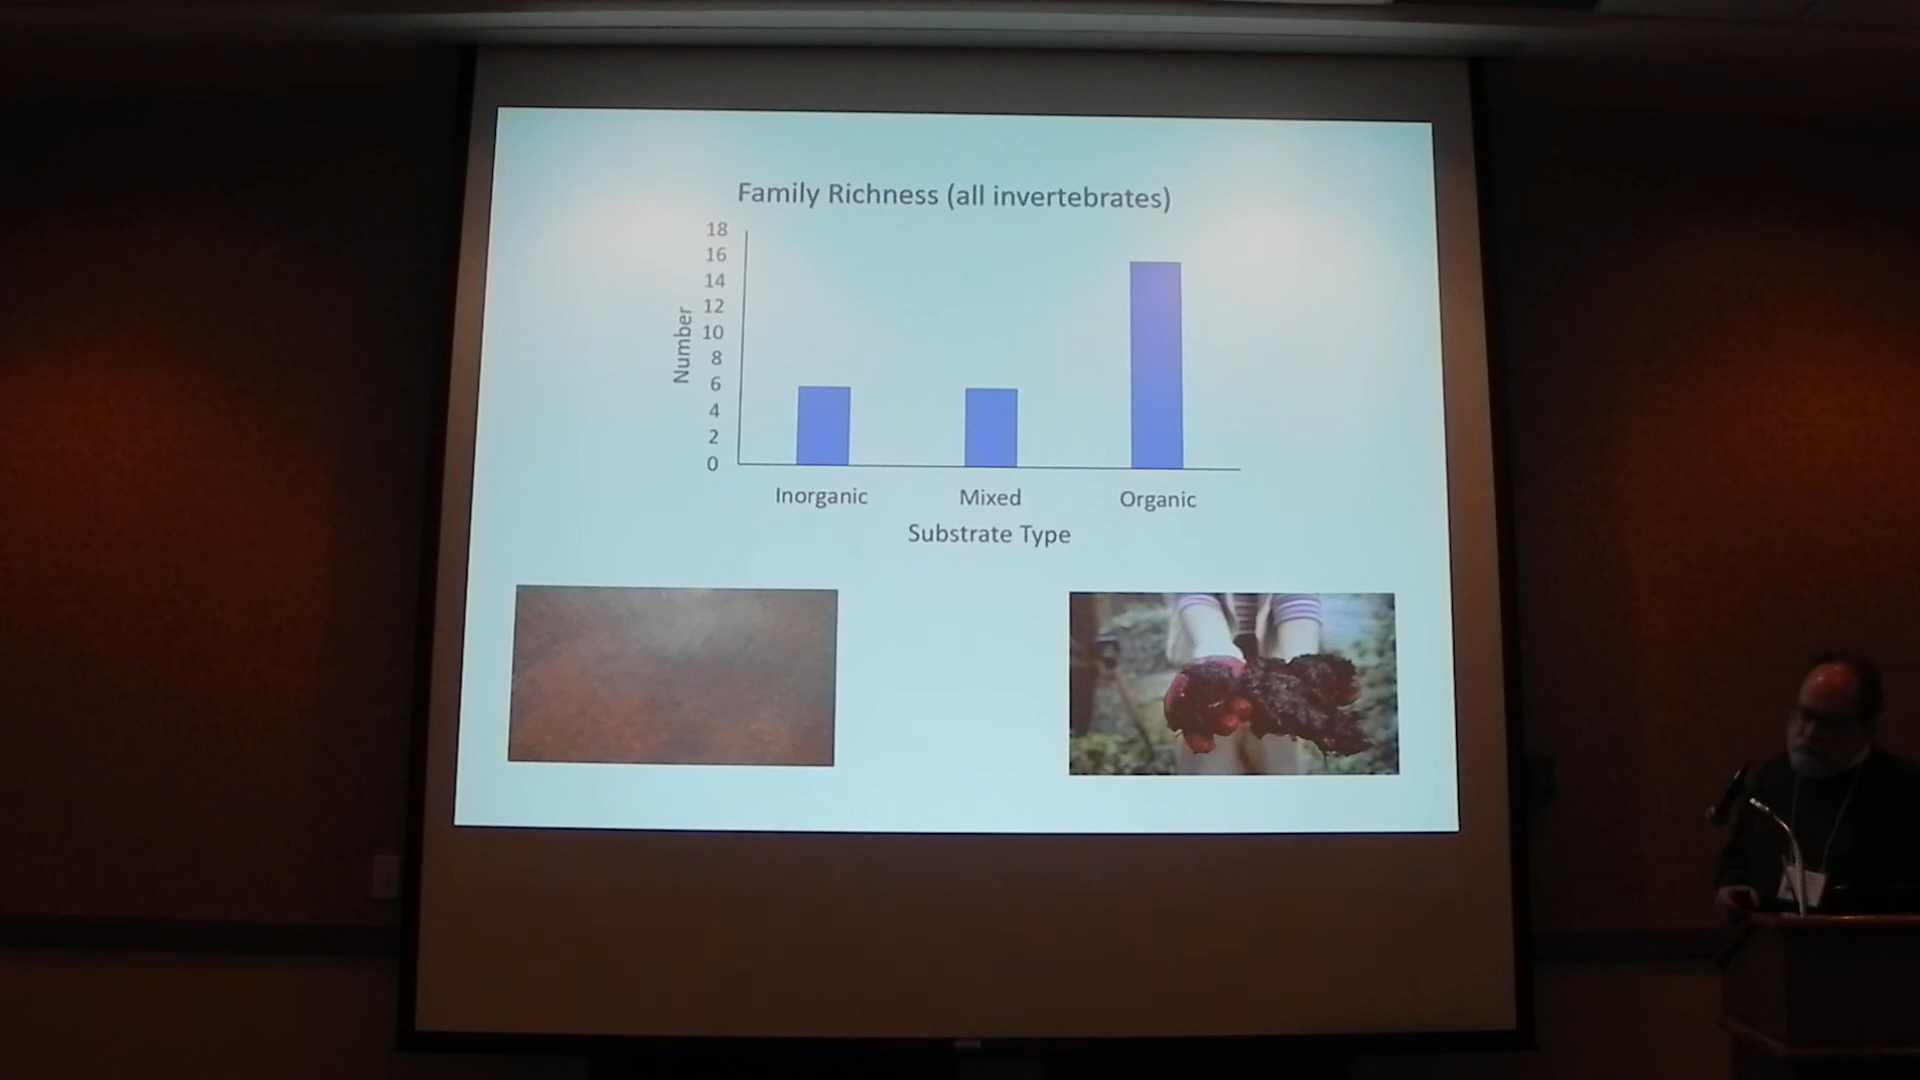 Family Richness (all invertebrates)
18
16
14
12
10
8
6
4
2
0
Number
Inorganic Mixed Organic
Substrate Type